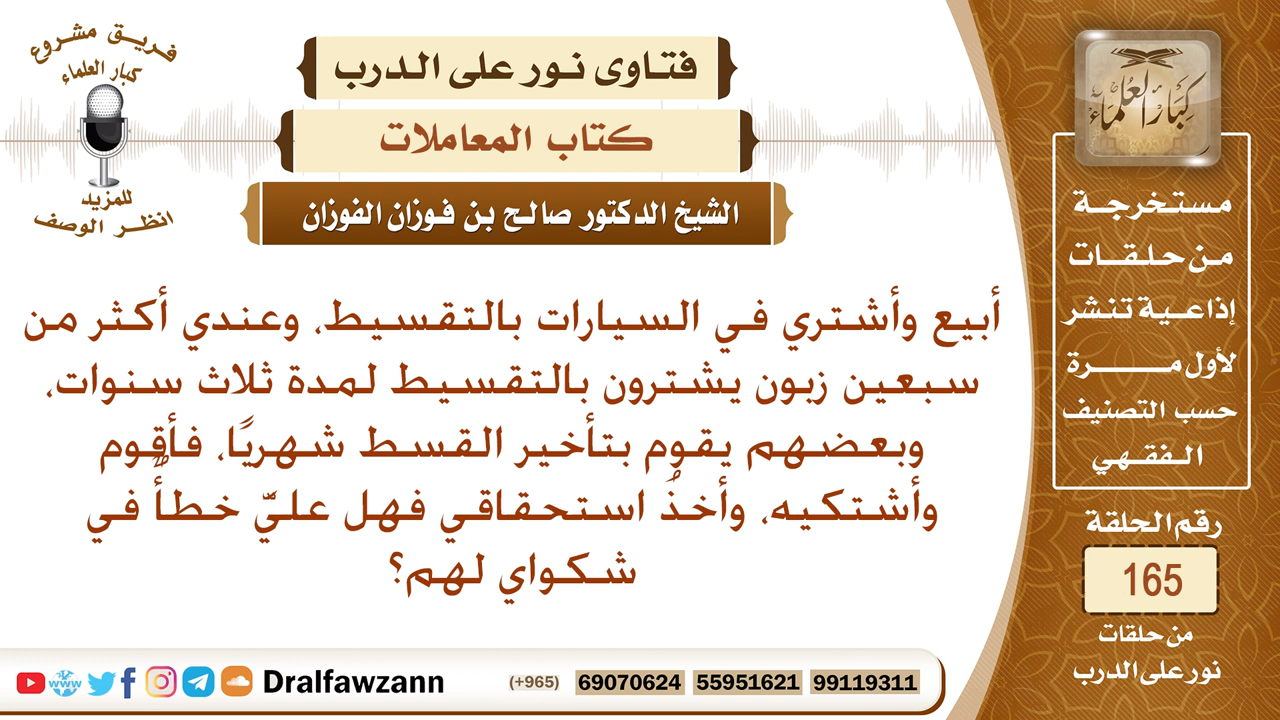 فريق مشروع
كبار العلماء
للمزيد
انظر الوصف
فتاوى نور على الدرب
كتاب المعاملات
الشيخ الدكتور صالح بن فوزان الفوزان
أبيع وأشتري في السيارات بالتقسيط، وعندي أكثر من
سبعين زبون يشترون بالتقسيط لمدة ثلاث سنوات،
وبعضهم يقوم بتأخير القسط شهريًا، فأقوم
وأشتكيه، وأخذُ استحقاقي فهل عليّ خطأٌ في
شكواي لهم؟
كبار العلماء
مستخرجة
من حلقات
إذاعية تنشر
لأول مرة
حسب التصنيف
الفقهي
رقم الحلقة
165
من حلقات
نور على الدرب
www Dralfawzann (+965) 69070624 55951621 99119311